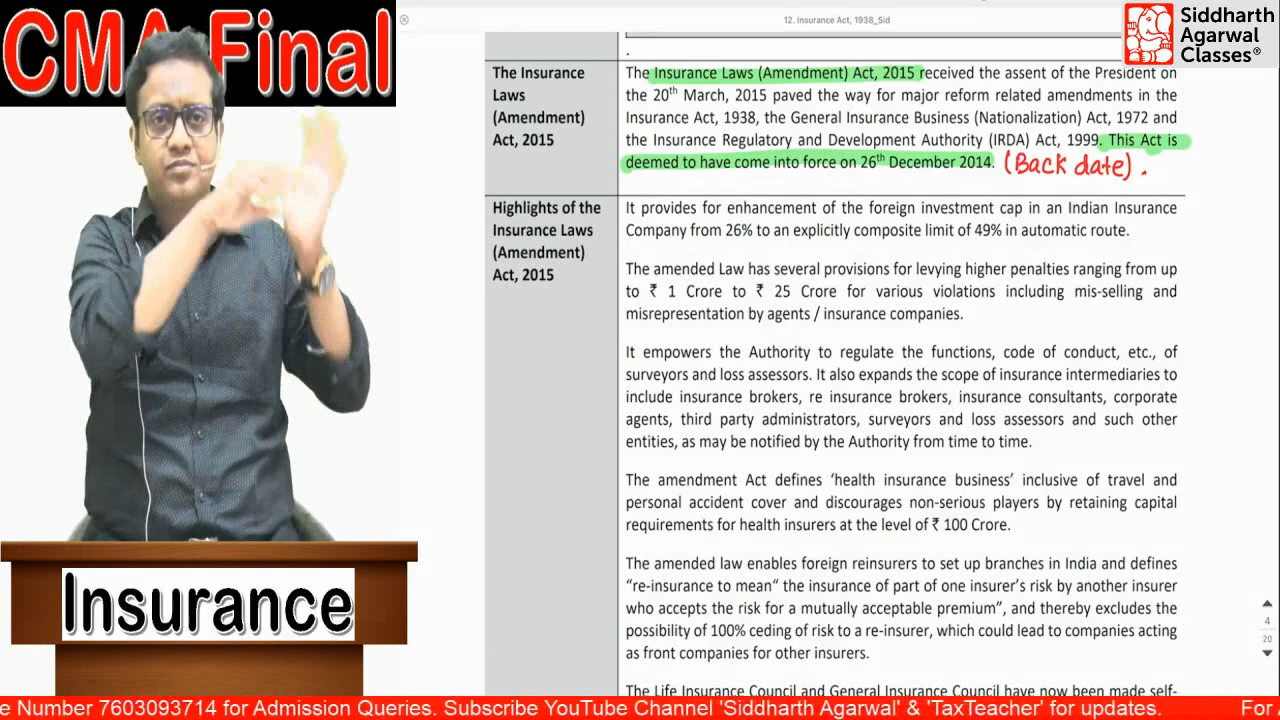 CMA Final
12. Insurance Act, 1938_Sid
Siddharth
Agarwal
Classes®
.
The Insurance
Laws
(Amendment)
Act, 2015
The Insurance Laws (Amendment) Act, 2015 received the assent of the President on
the 20th March, 2015 paved the way for major reform related amendments in the
Insurance Act, 1938, the General Insurance Business (Nationalization) Act, 1972 and
the Insurance Regulatory and Development Authority (IRDA) Act, 1999. This Act is
deemed to have come into force on 26th December 2014. (Back date).
Highlights of the
Insurance Laws
(Amendment)
Act, 2015
It provides for enhancement of the foreign investment cap in an Indian Insurance
Company from 26% to an explicitly composite limit of 49% in automatic route.
The amended Law has several provisions for levying higher penalties ranging from up
to ₹ 1 Crore to ₹ 25 Crore for various violations including mis-selling and
misrepresentation by agents / insurance companies.
It empowers the Authority to regulate the functions, code of conduct, etc., of
surveyors and loss assessors. It also expands the scope of insurance intermediaries to
include insurance brokers, re insurance brokers, insurance consultants, corporate
agents, third party administrators, surveyors and loss assessors and such other
entities, as may be notified by the Authority from time to time.
The amendment Act defines ‘health insurance business’ inclusive of travel and
personal accident cover and discourages non-serious players by retaining capital
requirements for health insurers at the level of ₹ 100 Crore.
The amended law enables foreign reinsurers to set up branches in India and defines
“re-insurance to mean“ the insurance of part of one insurer’s risk by another insurer
who accepts the risk for a mutually acceptable premium”, and thereby excludes the
possibility of 100% ceding of risk to a re-insurer, which could lead to companies acting
as front companies for other insurers.
The Life Insurance Council and General Insurance Council have now been made self-
4
20
Insurance
e Number 7603093714 for Admission Queries. Subscribe YouTube Channel 'Siddharth Agarwal' & 'TaxTeacher' for updates. For A